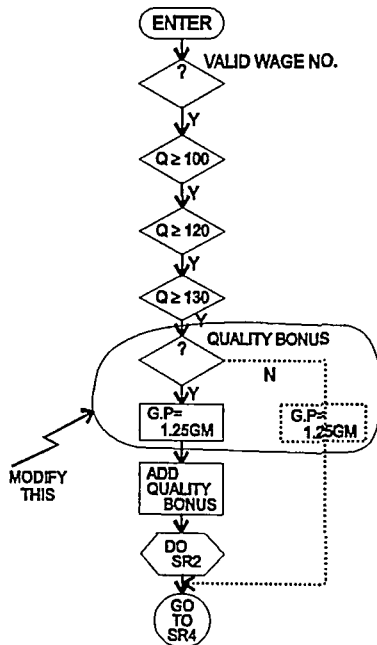 ENTER
? VALID WAGE NO.
Y
Q ≥ 100
Y
Q ≥ 120
Y
Q ≥ 130
Y
QUALITY BONUS
?
N
Y
G.P=
1.25GM
G.P=
1.25GM
MODIFY
THIS
ADD
QUALITY
BONUS
DO
SR2
GO
TO
SR4